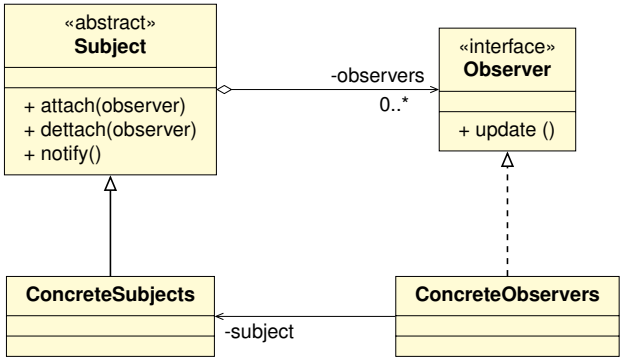 «abstract»
Subject
+ attach(observer)
+ dettach(observer)
+ notify()
-observers
0..*
«interface»
Observer
+ update ()
ConcreteSubjects
-subject
ConcreteObservers